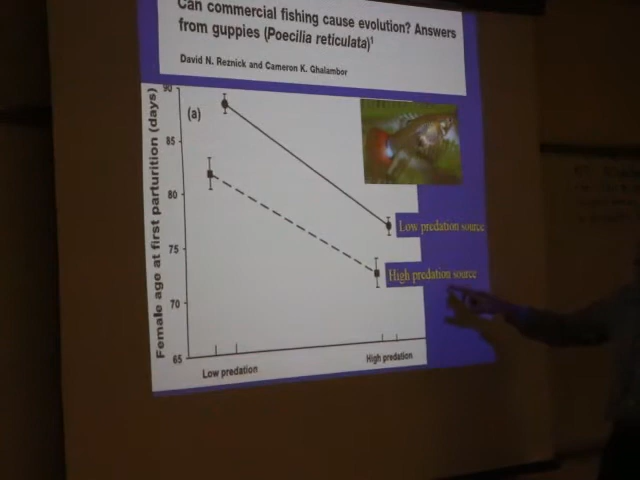 Can commercial fishing cause evolution? Answers
from guppies (Poecilia reticulata)¹
David N. Reznick and Cameron K. Ghalambor
(a)
Female age at first parturition (days)
90
85
80
75
70
65
Low predation source
High predation source
Low predation
High predation